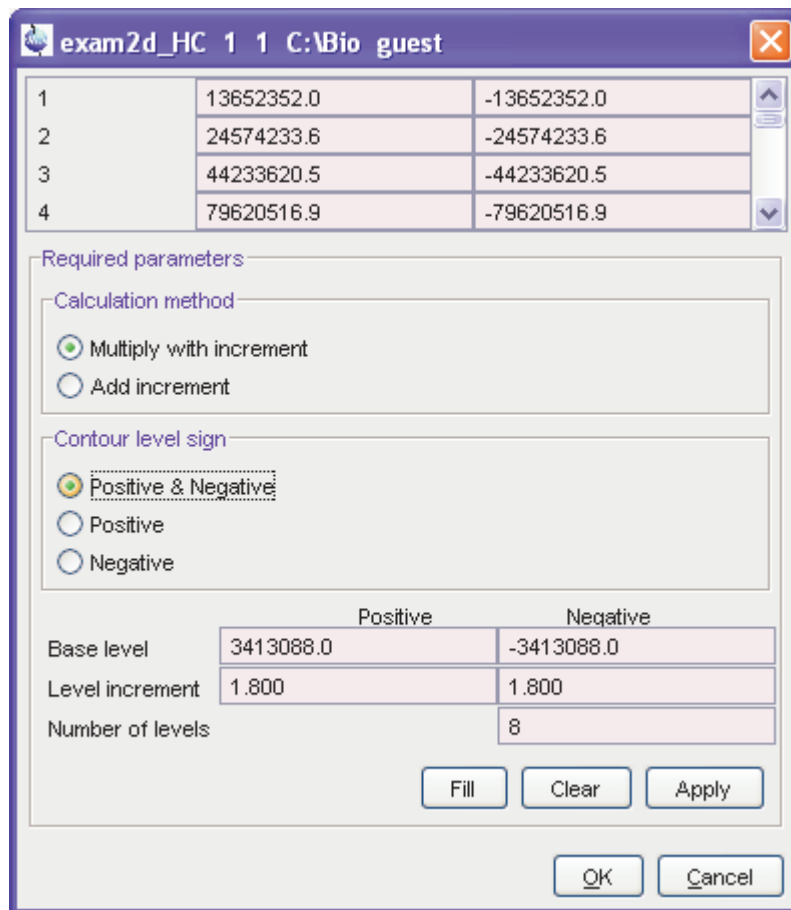 exam2d_HC 1 1 C:\Bio guest
1 13652352.0 -13652352.0
2 24574233.6 -24574233.6
3 44233620.5 -44233620.5
4 79620516.9 -79620516.9
Required parameters
Calculation method
Multiply with increment
Add increment
Contour level sign
Positive & Negative
Positive
Negative
Positive Negative
Base level 3413088.0 -3413088.0
Level increment 1.800 1.800
Number of levels 8
Fill Clear Apply
OK Cancel